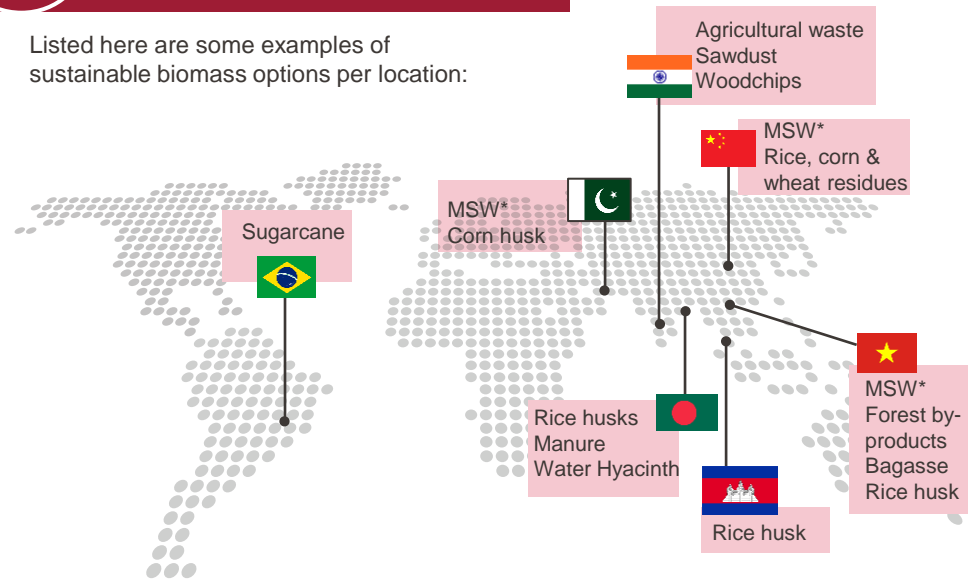 Listed here are some examples of
sustainable biomass options per location:
Agricultural waste
Sawdust
Woodchips
MSW*
Rice, corn &
wheat residues
MSW*
Corn husk
Sugarcane
MSW*
Forest by-
products
Bagasse
Rice husk
Rice husks
Manure
Water Hyacinth
Rice husk